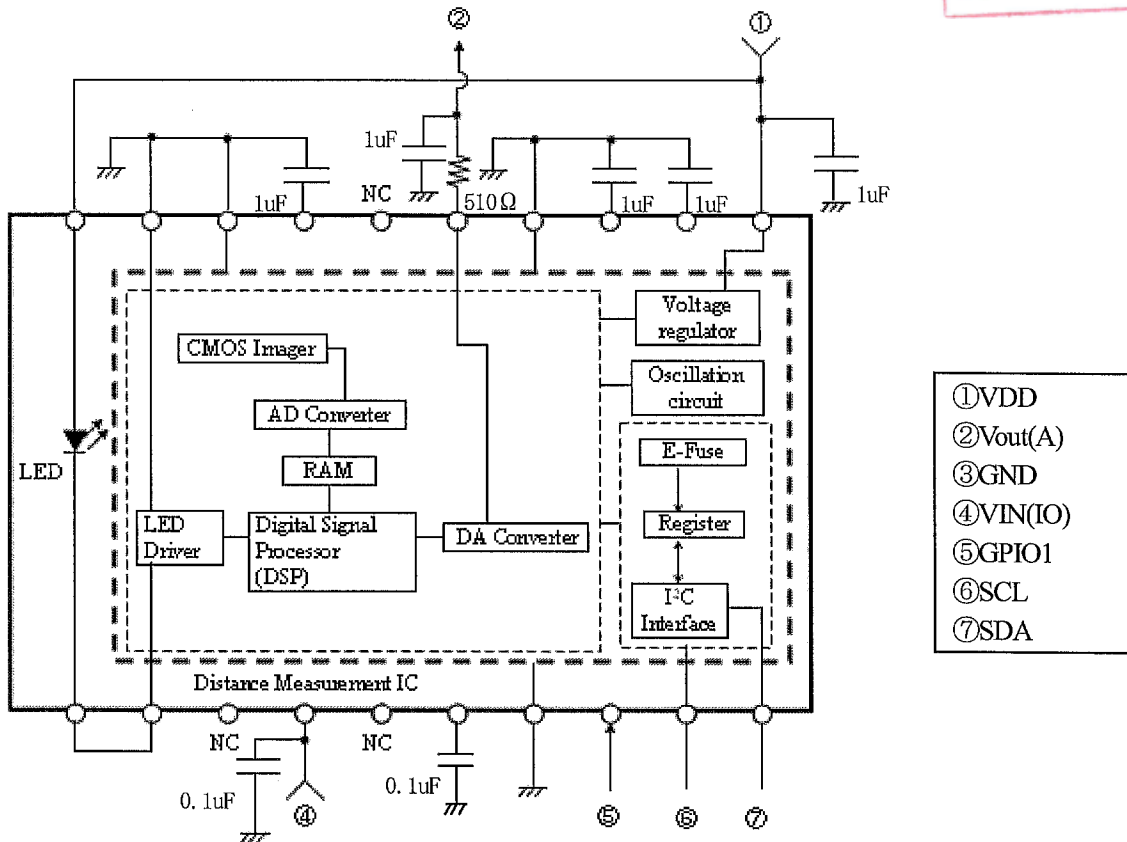 ②
①
1uF
1uF
NC
510Ω
1uF
1uF
1uF
Voltage
regulator
CMOS Imager
Oscillation
circuit
AD Converter
E-Fuse
LED
RAM
LED
Driver
Digital Signal
Processor
(DSP)
DA Converter
Register
I²C
Interface
Distance Measurement IC
NC
NC
0.1uF
0.1uF
④
⑤
⑥
⑦
①VDD
②Vout(A)
③GND
④VIN(IO)
⑤GPIO1
⑥SCL
⑦SDA